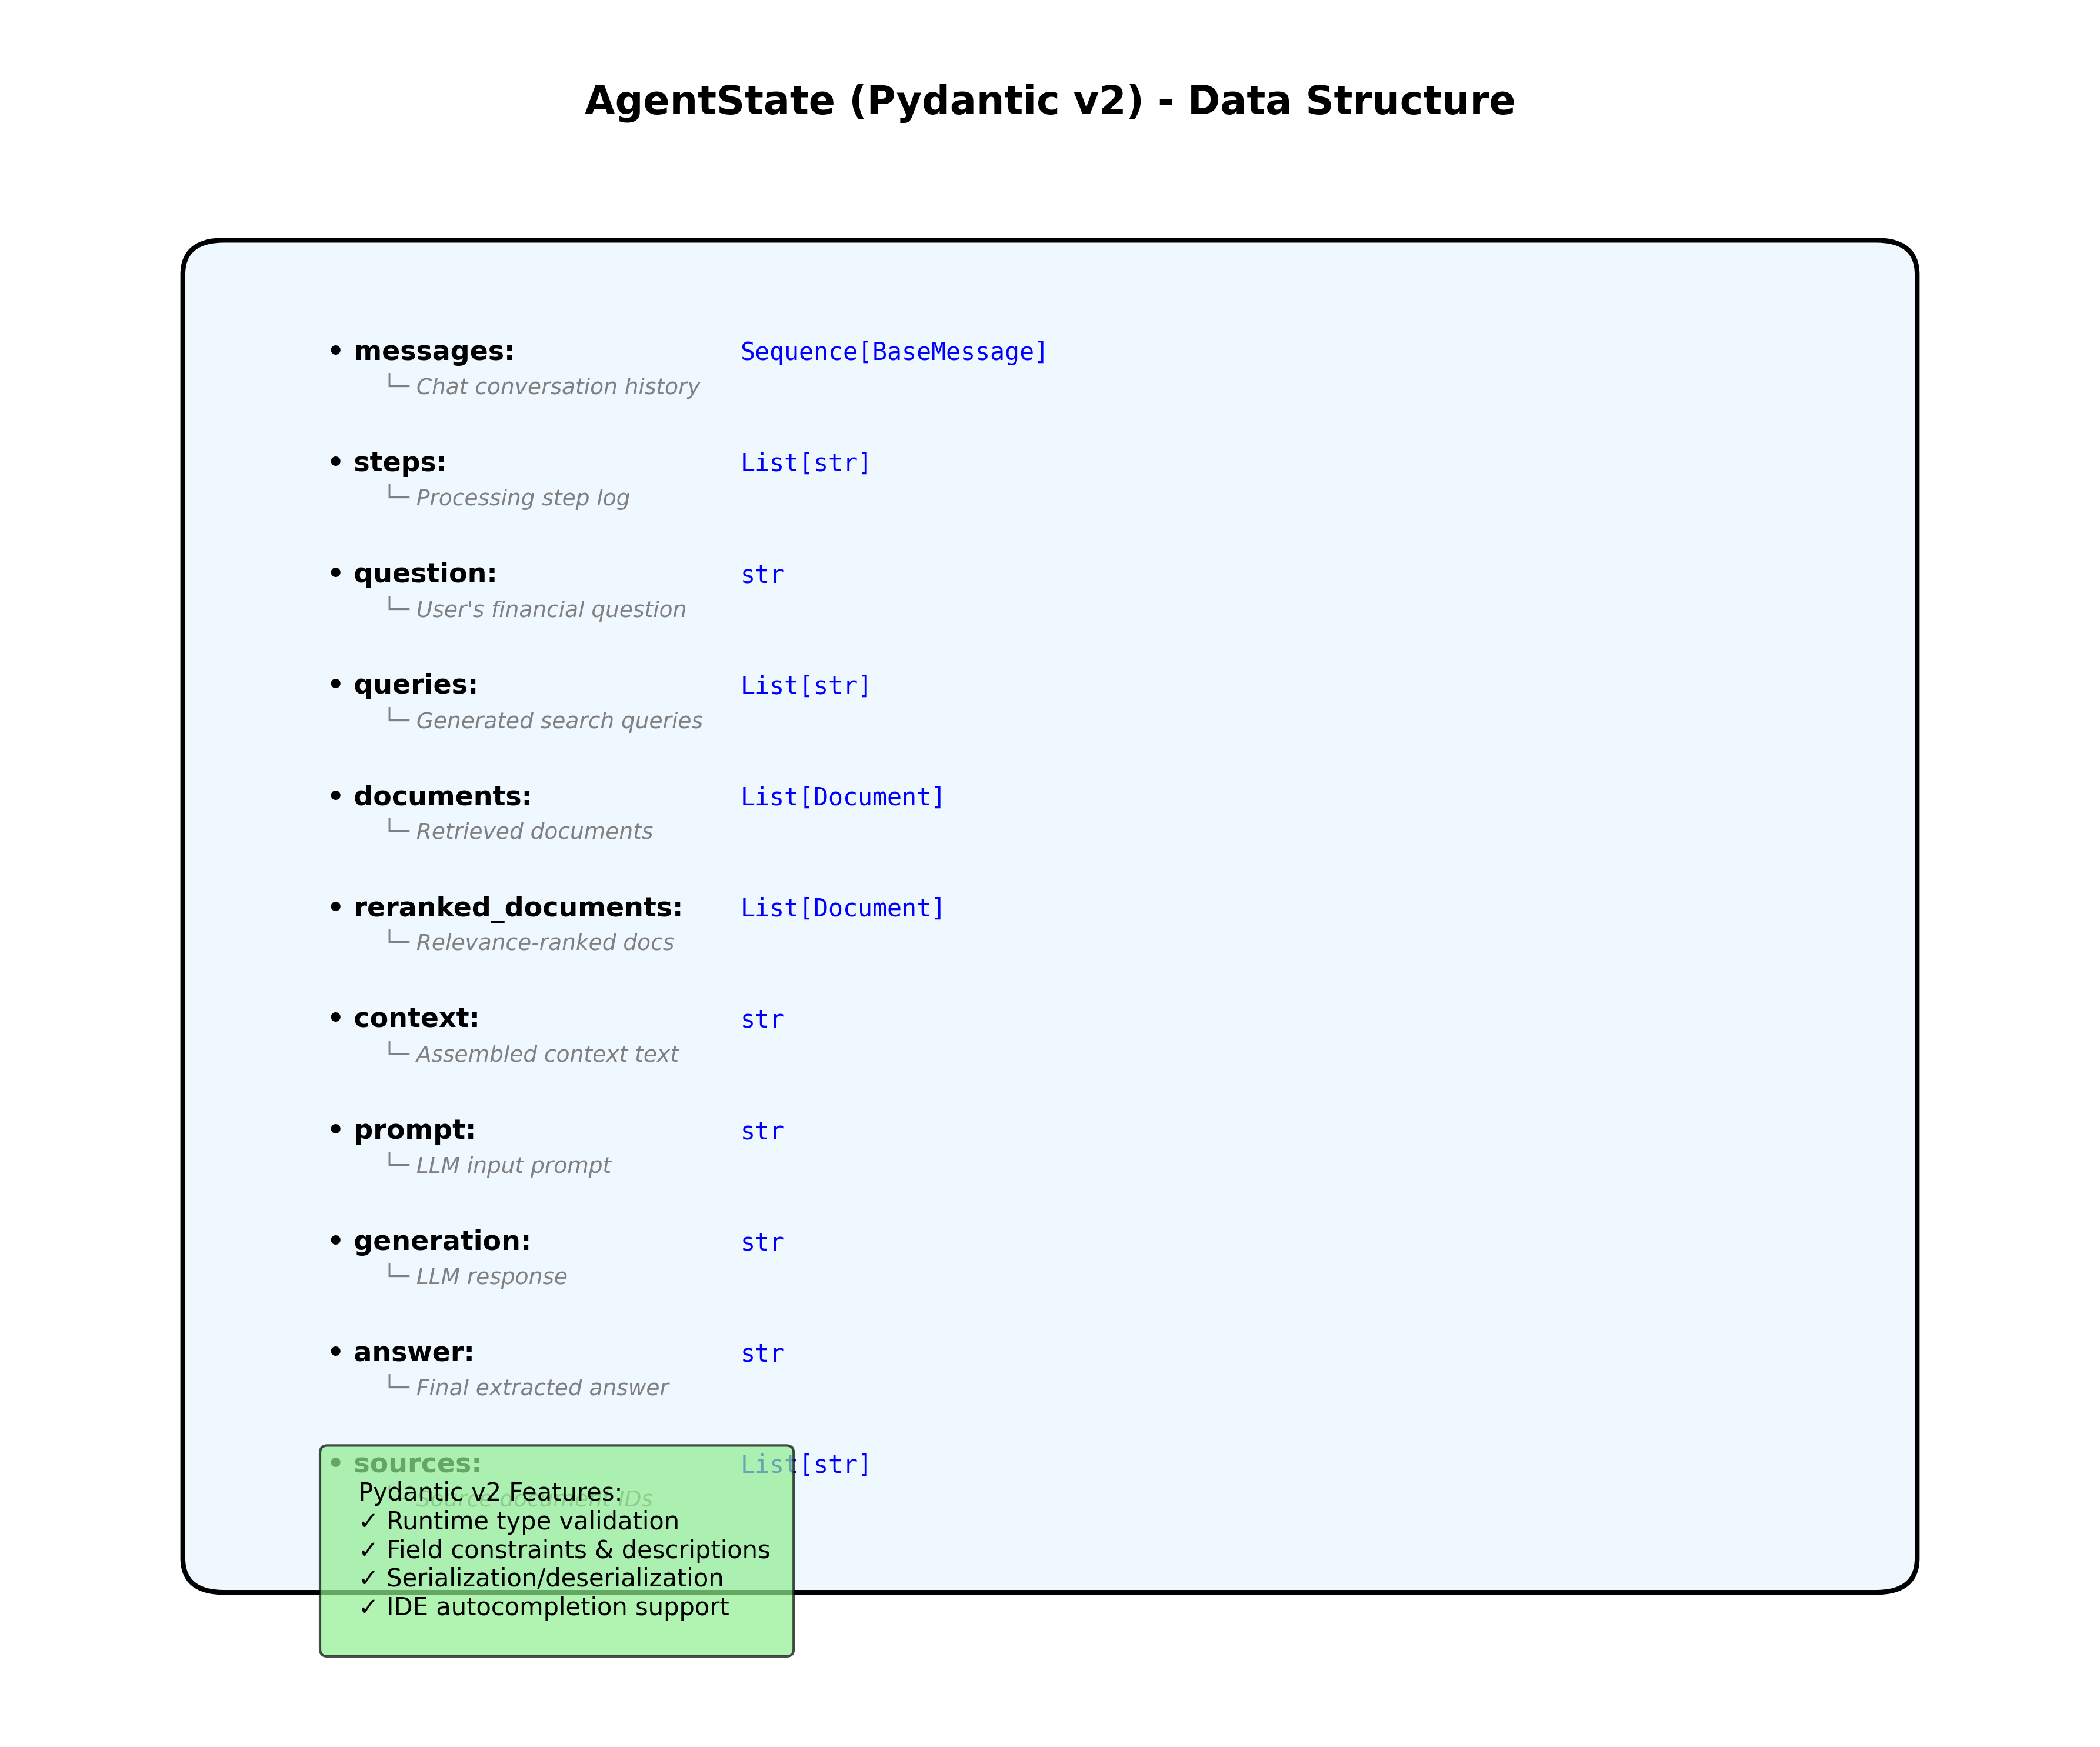 AgentState (Pydantic v2) - Data Structure
• messages: Sequence[BaseMessage]
└─ Chat conversation history
• steps: List[str]
└─ Processing step log
• question: str
└─ User's financial question
• queries: List[str]
└─ Generated search queries
• documents: List[Document]
└─ Retrieved documents
• reranked_documents: List[Document]
└─ Relevance-ranked docs
• context: str
└─ Assembled context text
• prompt: str
└─ LLM input prompt
• generation: str
└─ LLM response
• answer: str
└─ Final extracted answer
• sources: List[str]
└─ Source document IDs
Pydantic v2 Features:
✓ Runtime type validation
✓ Field constraints & descriptions
✓ Serialization/deserialization
✓ IDE autocompletion support